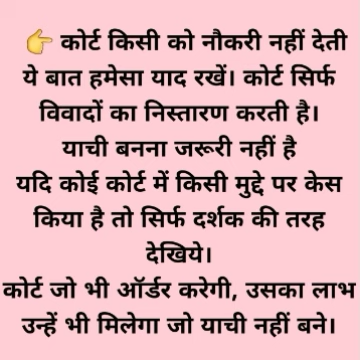 👉 कोर्ट किसी को नौकरी नहीं देती
ये बात हमेसा याद रखें। कोर्ट सिर्फ
विवादों का निस्तारण करती है।
याची बनना जरूरी नहीं है
यदि कोई कोर्ट में किसी मुद्दे पर केस
किया है तो सिर्फ दर्शक की तरह
देखिये।
कोर्ट जो भी ऑर्डर करेगी, उसका लाभ
उन्हें भी मिलेगा जो याची नहीं बने।